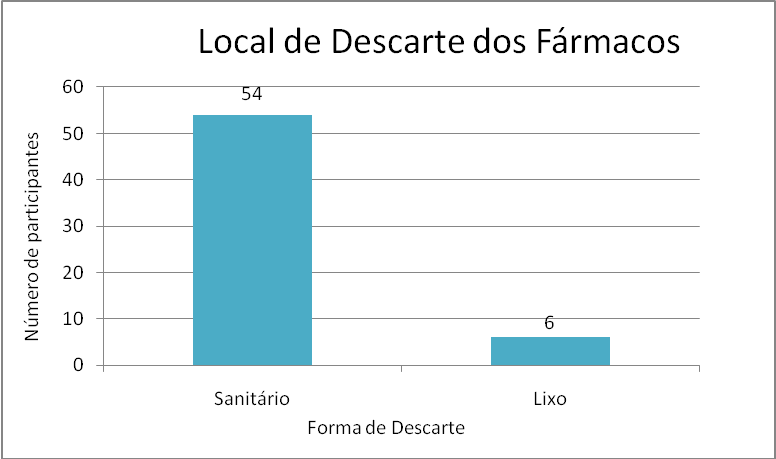 Local de Descarte dos Fármacos
Número de participantes
60
50
40
30
20
10
0
54
6
Sanitário
Lixo
Forma de Descarte